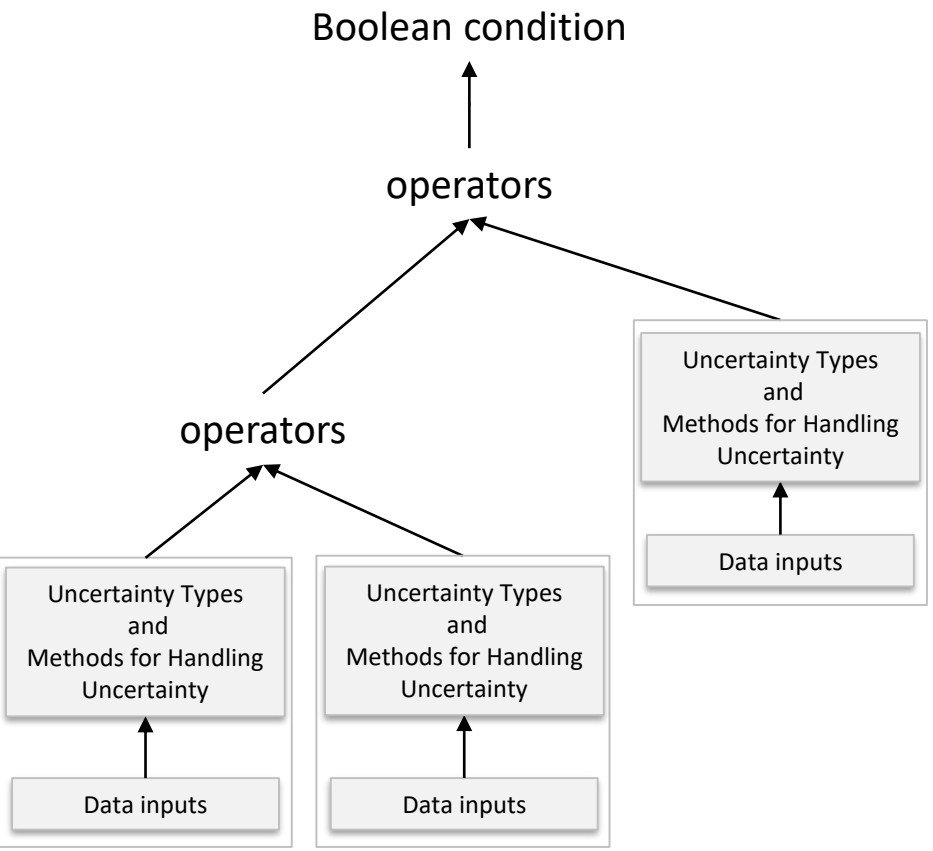 Boolean condition
operators
Uncertainty Types
and
Methods for Handling
Uncertainty
Data inputs
operators
Uncertainty Types
and
Methods for Handling
Uncertainty
Data inputs
Uncertainty Types
and
Methods for Handling
Uncertainty
Data inputs